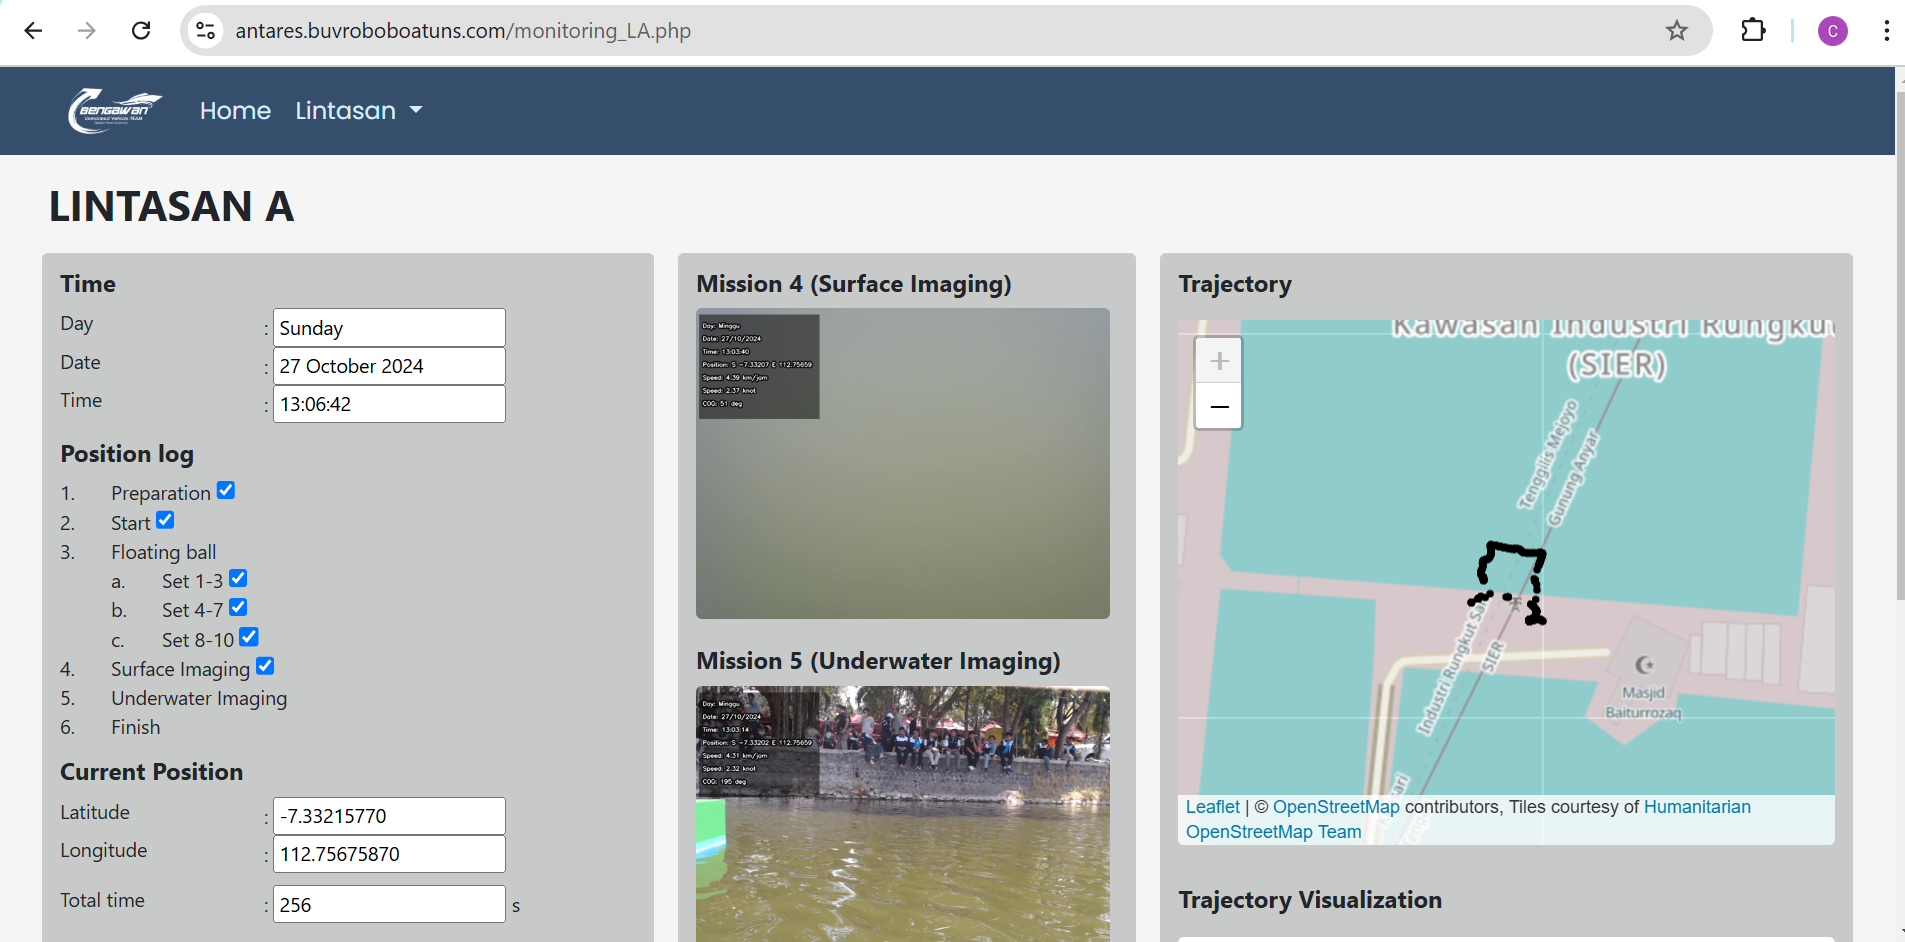 antares.buvroboboatuns.com/monitoring_LA.php
C
BENGAWAN
Home
Lintasan
LINTASAN A
Time
Day : Sunday
Date : 27 October 2024
Time : 13:06:42
Position log
1. Preparation
2. Start
3. Floating ball
a. Set 1-3
b. Set 4-7
c. Set 8-10
4. Surface Imaging
5. Underwater Imaging
6. Finish
Current Position
Latitude : -7.33215770
Longitude : 112.75675870
Total time : 256 s
Mission 4 (Surface Imaging)
Day: Minggu
Date: 27/10/2024
Time: 13:03:40
Position: S -7.33207 E 112.75659
Speed: 4.39 km/jam
Speed: 2.37 knot
COG: 51 deg
Mission 5 (Underwater Imaging)
Day: Minggu
Date: 27/10/2024
Time: 13:03:14
Position: S -7.33202 E 112.75659
Speed: 4.31 km/jam
Speed: 2.32 knot
COG: 195 deg
Trajectory
+
−
Kawasan Industri Rungkut
(SIER)
Tenggilis Mejoyo
Gunung Anyar
Industri Rungkut Sa
SIER
Masjid
Baiturrozaq
Leaflet | © OpenStreetMap contributors, Tiles courtesy of Humanitarian
OpenStreetMap Team
Trajectory Visualization